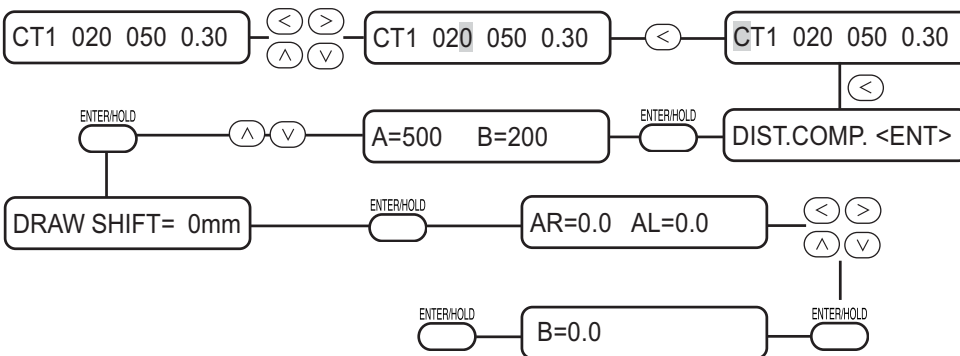 CT1 020 050 0.30
<
>
∧
∨
CT1 020 050 0.30
<
CT1 020 050 0.30
<
DIST.COMP. <ENT>
ENTER/HOLD
A=500 B=200
∧
∨
ENTER/HOLD
DRAW SHIFT= 0mm
ENTER/HOLD
AR=0.0 AL=0.0
<
>
∧
∨
ENTER/HOLD
B=0.0
ENTER/HOLD